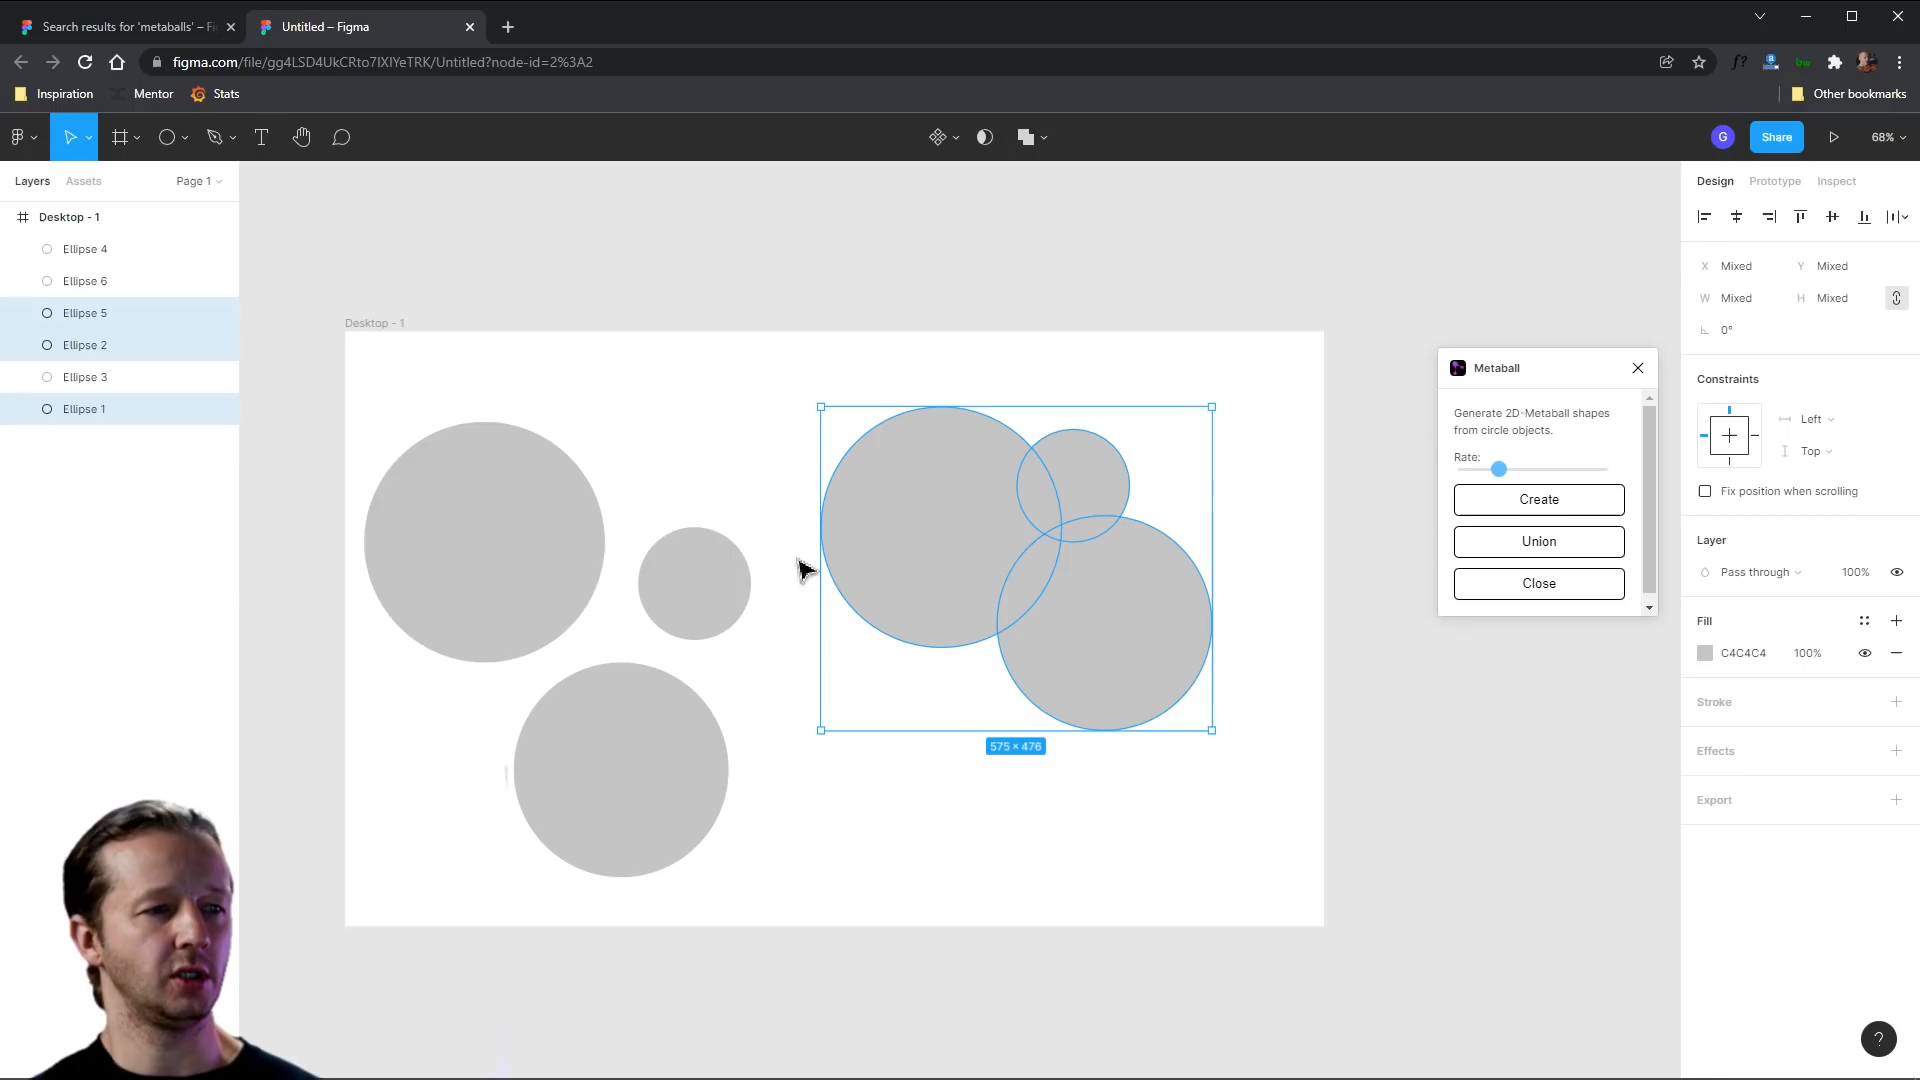 Search results for 'metaballs' – Fi
Untitled – Figma
figma.com/file/gg4LSD4UkCRto7IXIYeTRK/Untitled?node-id=2%3A2
f?
bw
Inspiration
Mentor
Stats
Other bookmarks
G
Share
68%
Layers
Assets
Page 1
Desktop - 1
Ellipse 4
Ellipse 6
Ellipse 5
Ellipse 2
Ellipse 3
Ellipse 1
Desktop - 1
575 × 476
Metaball
Generate 2D-Metaball shapes
from circle objects.
Rate:
Create
Union
Close
Design
Prototype
Inspect
X Mixed
Y Mixed
W Mixed
H Mixed
0°
Constraints
Left
Top
Fix position when scrolling
Layer
Pass through
100%
Fill
C4C4C4
100%
Stroke
Effects
Export
?